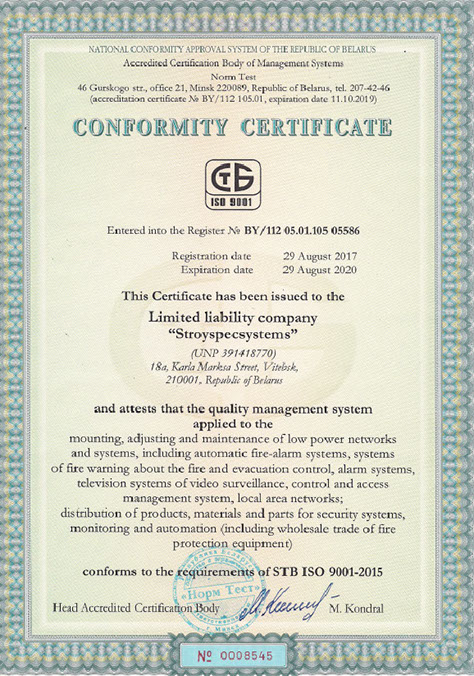 NATIONAL CONFORMITY APPROVAL SYSTEM OF THE REPUBLIC OF BELARUS
Accredited Certification Body of Management Systems
Norm Test
46 Gurskogo str., office 21, Minsk 220089, Republic of Belarus, tel. 207-42-46
(accreditation certificate № BY/112 105.01, expiration date 11.10.2019)
CONFORMITY CERTIFICATE
СТБ
ISO 9001
Entered into the Register № BY/112 05.01.105 05586
Registration date 29 August 2017
Expiration date 29 August 2020
This Certificate has been issued to the
Limited liability company
“Stroyspecsystems”
(UNP 391418770)
18a, Karla Marksa Street, Vitebsk,
210001, Republic of Belarus
and attests that the quality management system
applied to the
mounting, adjusting and maintenance of low power networks
and systems, including automatic fire-alarm systems, systems
of fire warning about the fire and evacuation control, alarm systems,
television systems of video surveillance, control and access
management system, local area networks;
distribution of products, materials and parts for security systems,
monitoring and automation (including wholesale trade of fire
protection equipment)
conforms to the requirements of STB ISO 9001-2015
«Норм Тест»
г. Минск
Head Accredited Certification Body M. Kondral
№ 0008545